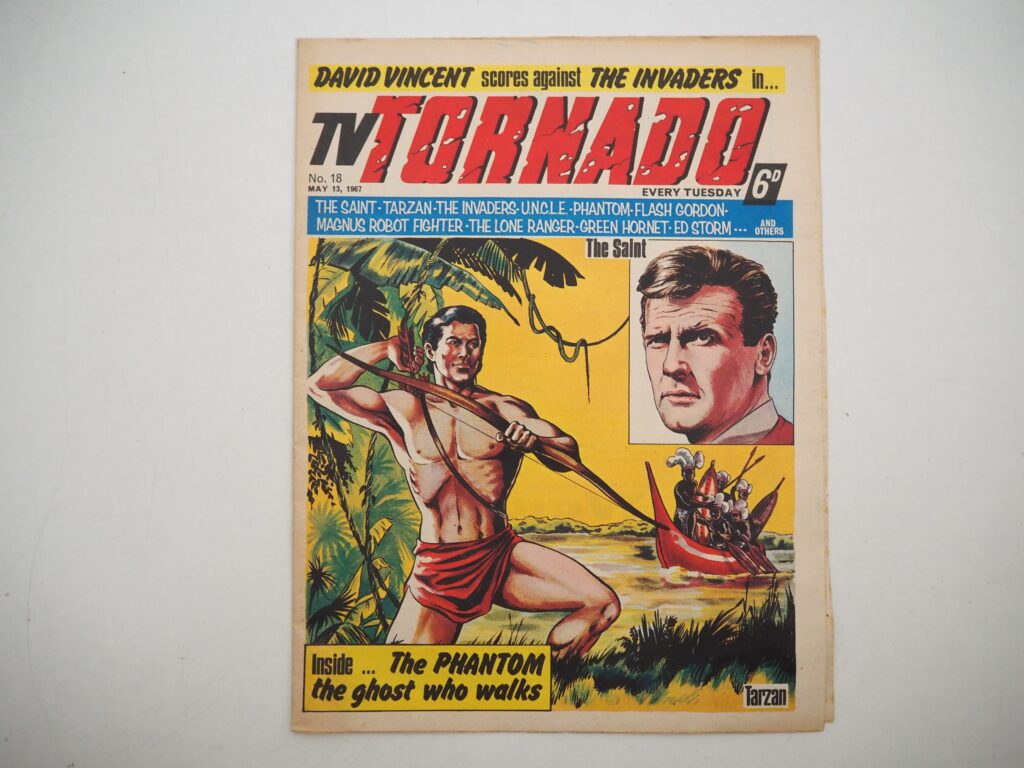 DAVID VINCENT scores against THE INVADERS in...
TV TORNADO
No. 18
MAY 13, 1967
EVERY TUESDAY
6D
THE SAINT · TARZAN · THE INVADERS · U.N.C.L.E. · PHANTOM · FLASH GORDON ·
MAGNUS ROBOT FIGHTER · THE LONE RANGER · GREEN HORNET · ED STORM ... AND OTHERS
The Saint
Inside ... The PHANTOM
the ghost who walks
Tarzan